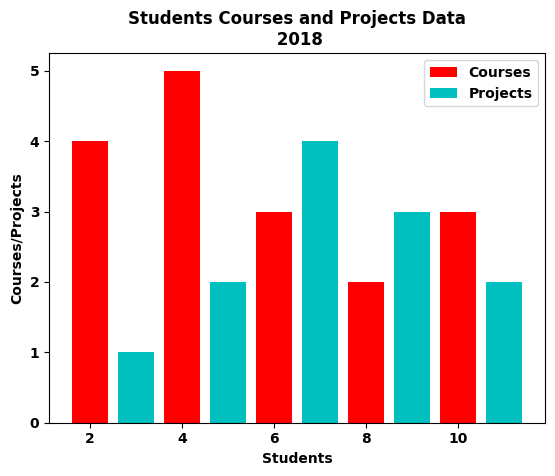 Students Courses and Projects Data
2018
Courses
Projects
Courses/Projects
5
4
3
2
1
0
2 4 6 8 10
Students